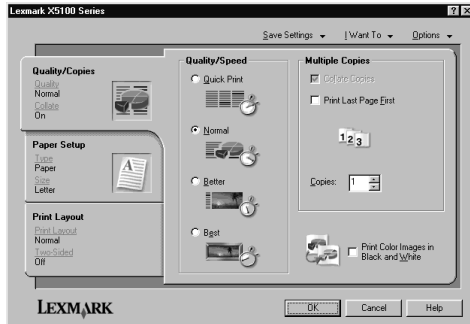 Lexmark X5100 Series
Save Settings I Want To Options
Quality/Copies
Quality
Normal
Collate
On
Paper Setup
Type
Paper
Size
Letter
Print Layout
Print Layout
Normal
Two-Sided
Off
Quality/Speed
Quick Print
Normal
Better
Best
Multiple Copies
Collate Copies
Print Last Page First
1 2 3
Copies: 1
Print Color Images in
Black and White
LEXMARK
OK Cancel Help